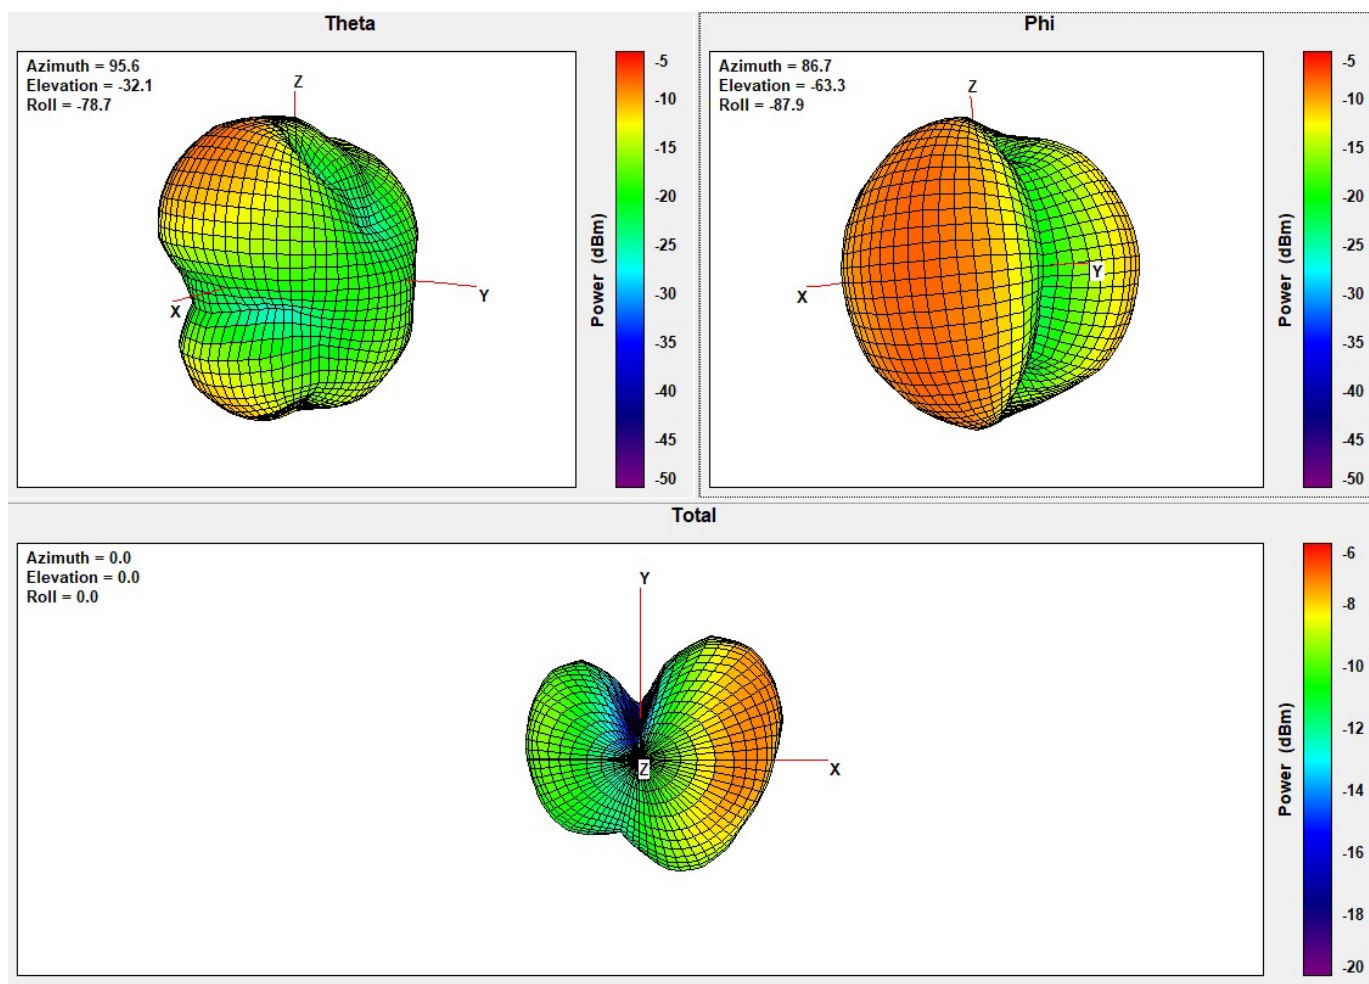 Theta
Azimuth = 95.6
Elevation = -32.1
Roll = -78.7
Z
Y
X
-5
-10
-15
-20
-25
-30
-35
-40
-45
-50
Power (dBm)
Phi
Azimuth = 86.7
Elevation = -63.3
Roll = -87.9
Z
Y
X
-5
-10
-15
-20
-25
-30
-35
-40
-45
-50
Power (dBm)
Total
Azimuth = 0.0
Elevation = 0.0
Roll = 0.0
Y
Z
X
-6
-8
-10
-12
-14
-16
-18
-20
Power (dBm)